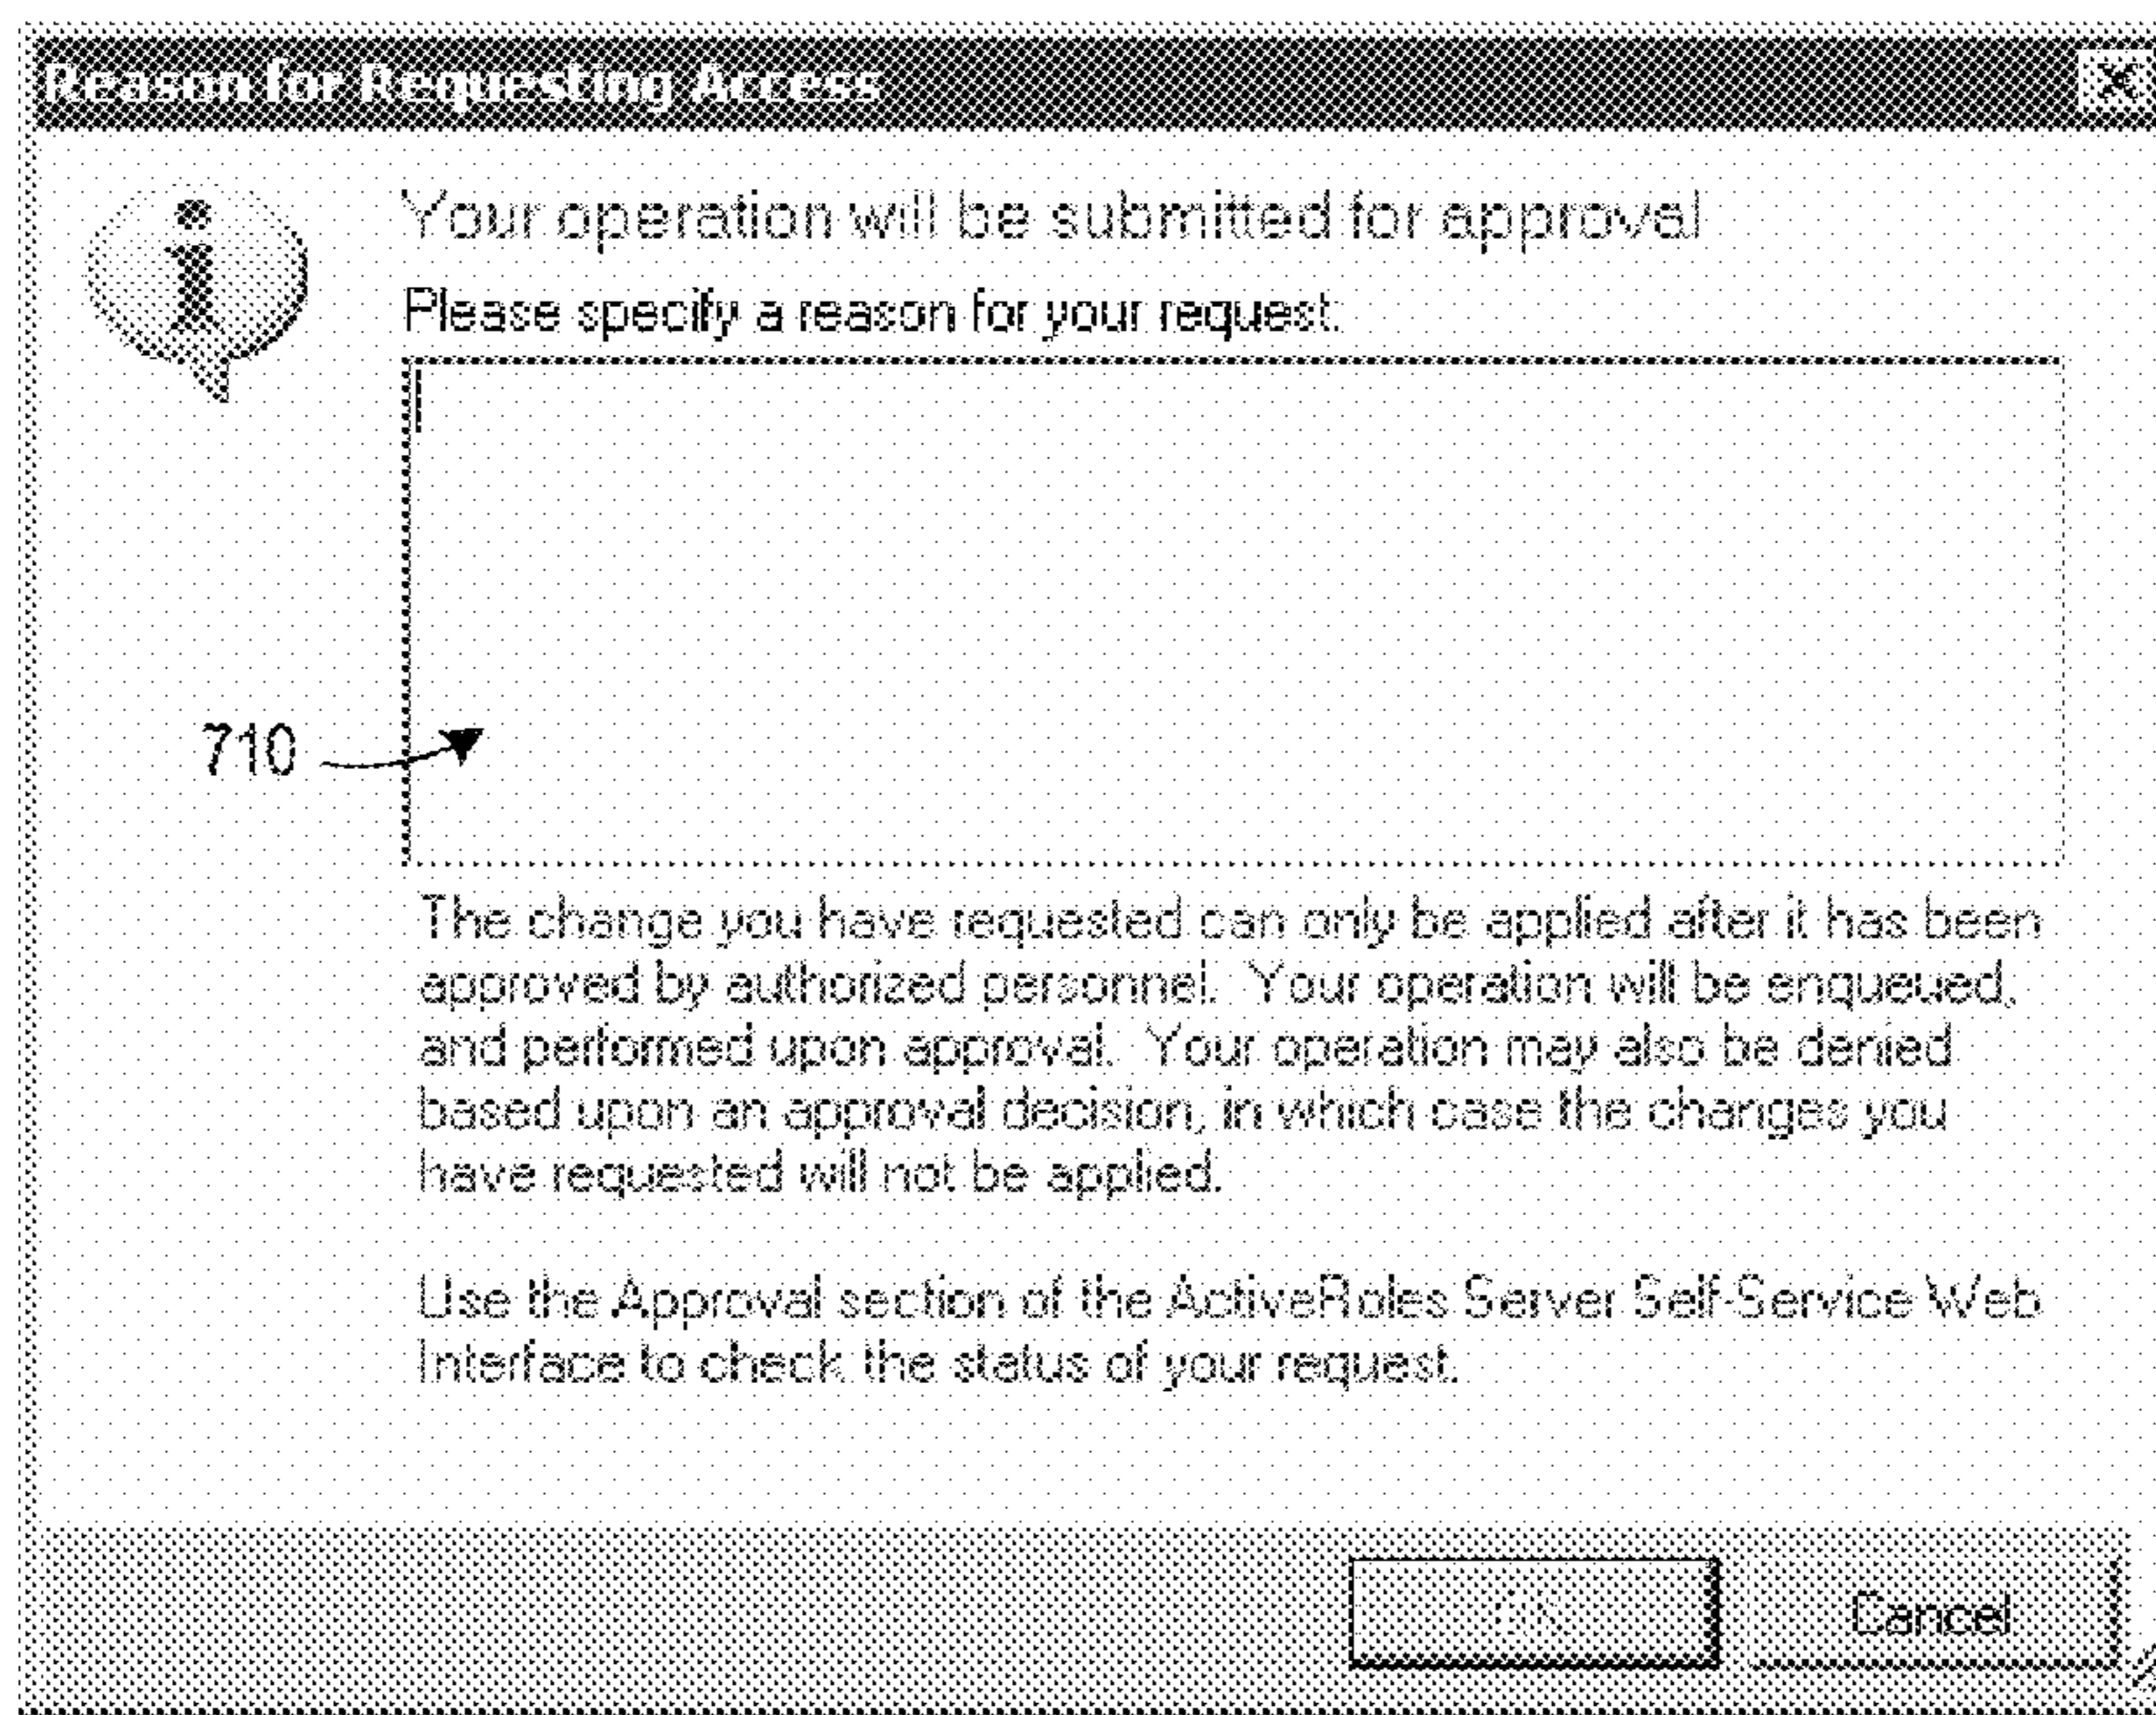 Reason for Requesting Access
Your operation will be submitted for approval
Please specify a reason for your request:
710
The change you have requested can only be applied after it has been
approved by authorized personnel. Your operation will be enqueued,
and performed upon approval. Your operation may also be denied
based upon an approval decision, in which case the changes you
have requested will not be applied.
Use the Approval section of the ActiveRoles Server Self-Service Web
Interface to check the status of your request.
OK
Cancel